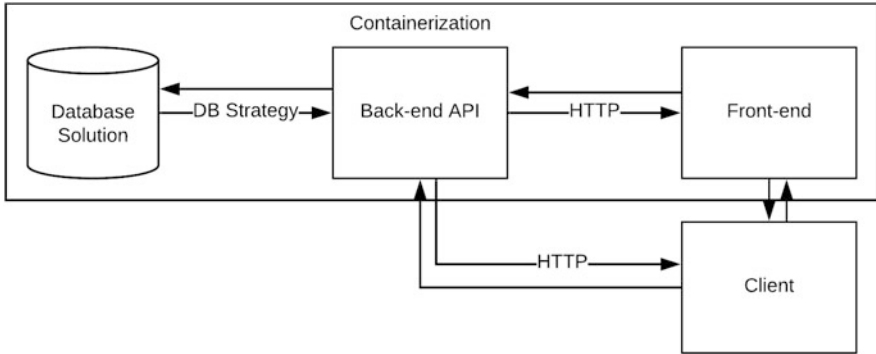 Containerization
Database
Solution
DB Strategy
Back-end API
HTTP
Front-end
HTTP
Client